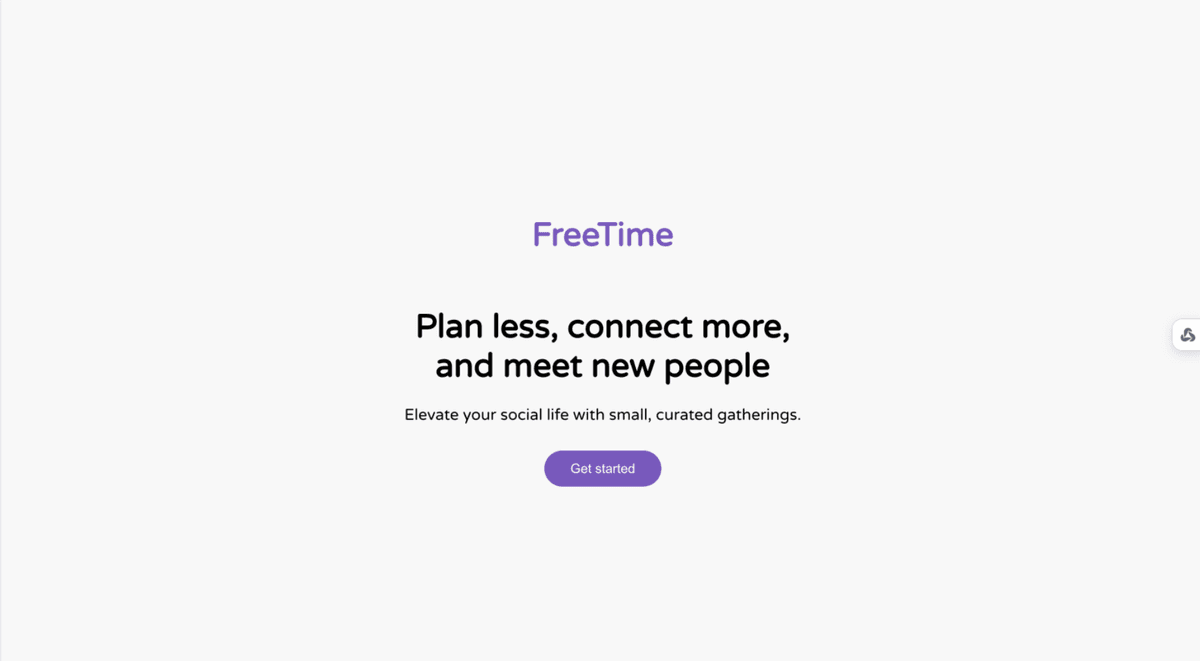 FreeTime
Plan less, connect more,
and meet new people
Elevate your social life with small, curated gatherings.
Get started